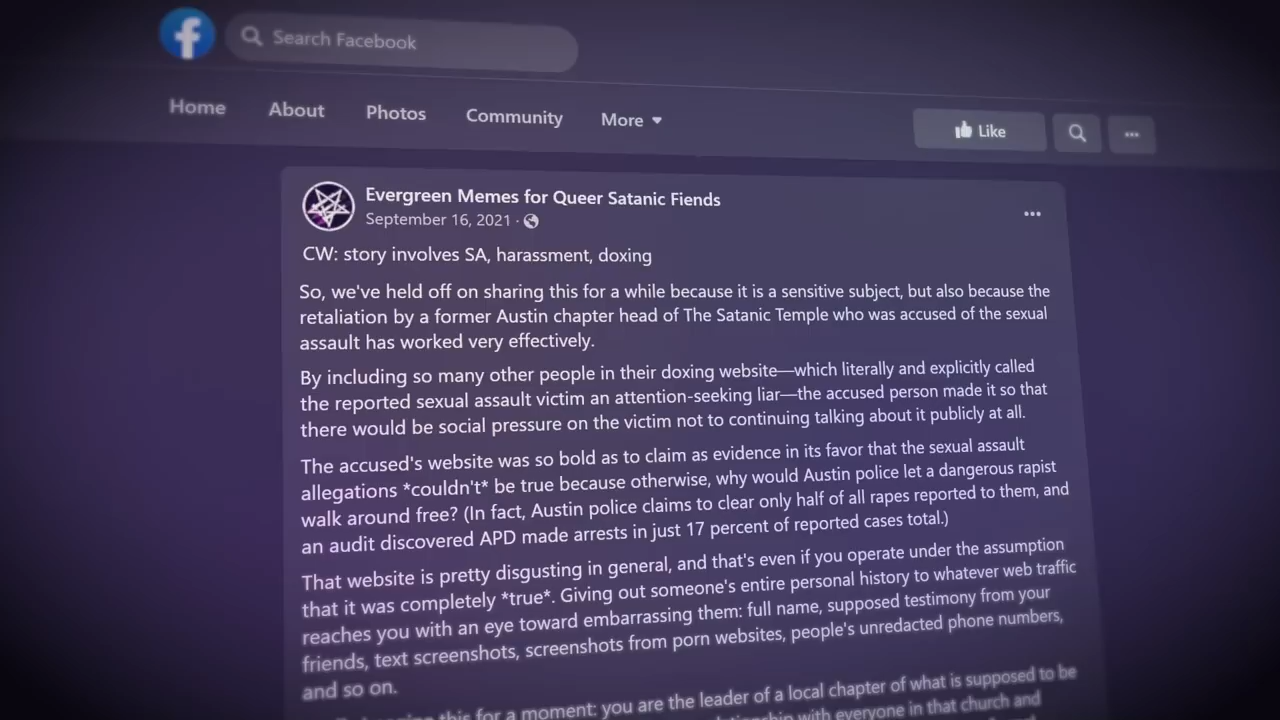 Search Facebook
Home About Photos Community More
Like
Evergreen Memes for Queer Satanic Fiends
September 16, 2021 ·
CW: story involves SA, harassment, doxing
So, we've held off on sharing this for a while because it is a sensitive subject, but also because the
retaliation by a former Austin chapter head of The Satanic Temple who was accused of the sexual
assault has worked very effectively.
By including so many other people in their doxing website—which literally and explicitly called
the reported sexual assault victim an attention-seeking liar—the accused person made it so that
there would be social pressure on the victim not to continuing talking about it publicly at all.
The accused's website was so bold as to claim as evidence in its favor that the sexual assault
allegations *couldn't* be true because otherwise, why would Austin police let a dangerous rapist
walk around free? (In fact, Austin police claims to clear only half of all rapes reported to them, and
an audit discovered APD made arrests in just 17 percent of reported cases total.)
That website is pretty disgusting in general, and that's even if you operate under the assumption
that it was completely *true*. Giving out someone's entire personal history to whatever web traffic
reaches you with an eye toward embarrassing them: full name, supposed testimony from your
friends, text screenshots, screenshots from porn websites, people's unredacted phone numbers,
and so on.
this for a moment: you are the leader of a local chapter of what is supposed to be
with everyone in that church and